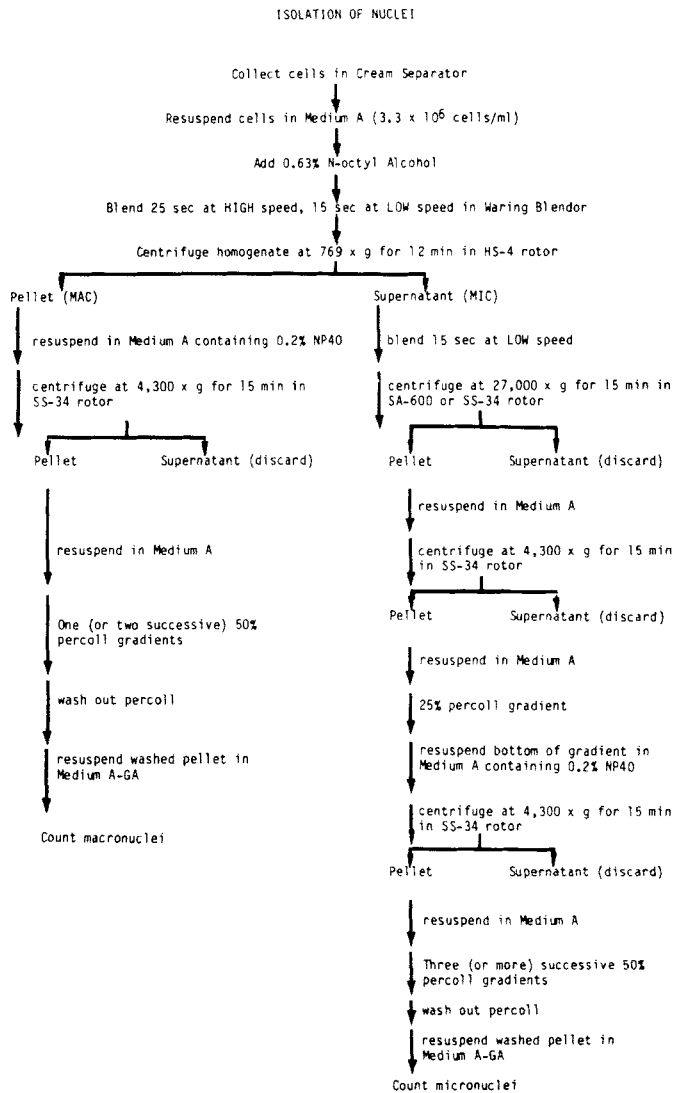 ISOLATION OF NUCLEI
Collect cells in Cream Separator
Resuspend cells in Medium A (3.3 x 10⁶ cells/ml)
Add 0.63% N-octyl Alcohol
Blend 25 sec at HIGH speed, 15 sec at LOW speed in Waring Blendor
Centrifuge homogenate at 769 x g for 12 min in HS-4 rotor
Pellet (MAC)
resuspend in Medium A containing 0.2% NP40
centrifuge at 4,300 x g for 15 min in
SS-34 rotor
Pellet
Supernatant (discard)
resuspend in Medium A
One (or two successive) 50%
percoll gradients
wash out percoll
resuspend washed pellet in
Medium A-GA
Count macronuclei
Supernatant (MIC)
blend 15 sec at LOW speed
centrifuge at 27,000 x g for 15 min in
SA-600 or SS-34 rotor
Pellet
Supernatant (discard)
resuspend in Medium A
centrifuge at 4,300 x g for 15 min
in SS-34 rotor
Pellet
Supernatant (discard)
resuspend in Medium A
25% percoll gradient
resuspend bottom of gradient in
Medium A containing 0.2% NP40
centrifuge at 4,300 x g for 15 min
in SS-34 rotor
Pellet
Supernatant (discard)
resuspend in Medium A
Three (or more) successive 50%
percoll gradients
wash out percoll
resuspend washed pellet in
Medium A-GA
Count micronuclei